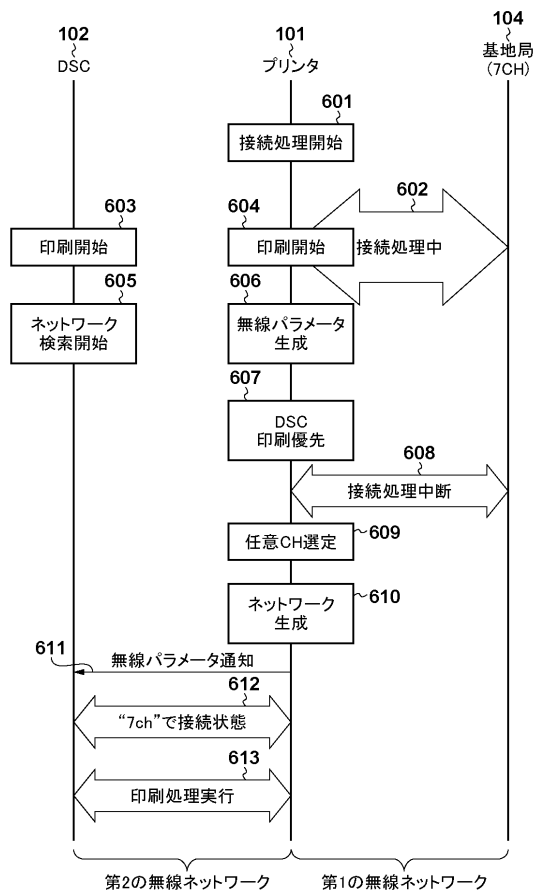 102
DSC
101
プリンタ
104
基地局
(7CH)
601
接続処理開始
602
接続処理中
603
印刷開始
604
印刷開始
605
ネットワーク
検索開始
606
無線パラメータ
生成
607
DSC
印刷優先
608
接続処理中断
任意CH選定
609
ネットワーク
生成
610
611
無線パラメータ通知
612
“7ch”で接続状態
613
印刷処理実行
第2の無線ネットワーク
第1の無線ネットワーク